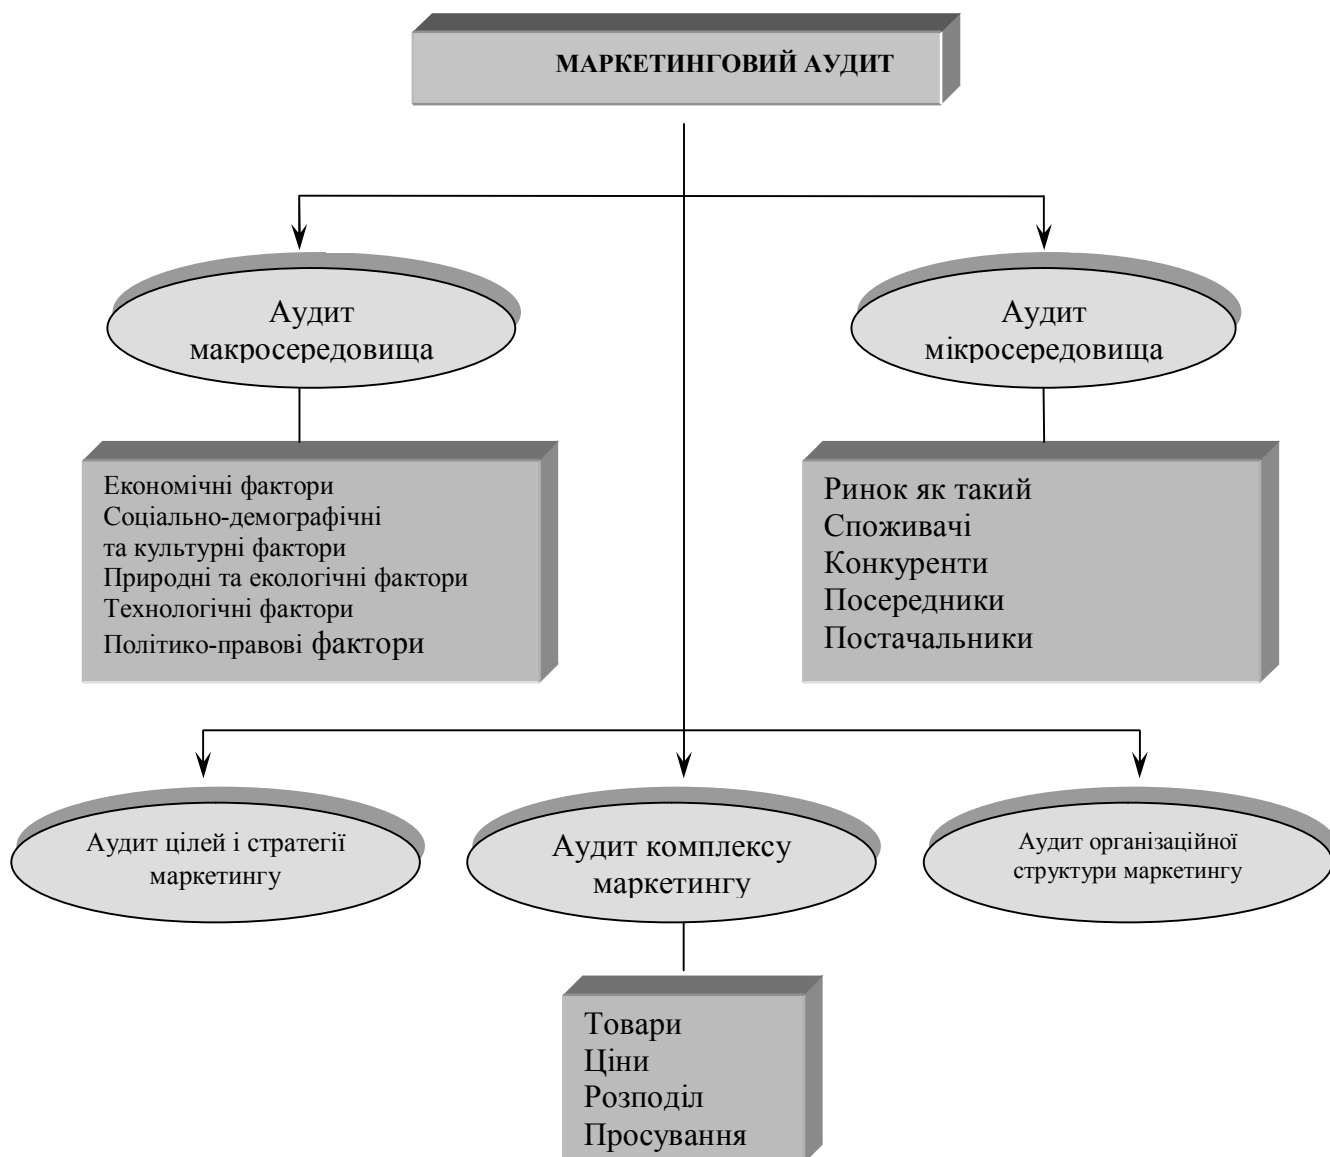 МАРКЕТИНГОВИЙ АУДИТ
Аудит
макросередовища
Аудит
мікросередовища
Економічні фактори
Соціально-демографічні
та культурні фактори
Природні та екологічні фактори
Технологічні фактори
Політико-правові фактори
Ринок як такий
Споживачі
Конкуренти
Посередники
Постачальники
Аудит цілей і стратегії
маркетингу
Аудит комплексу
маркетингу
Аудит організаційної
структури маркетингу
Товари
Ціни
Розподіл
Просування